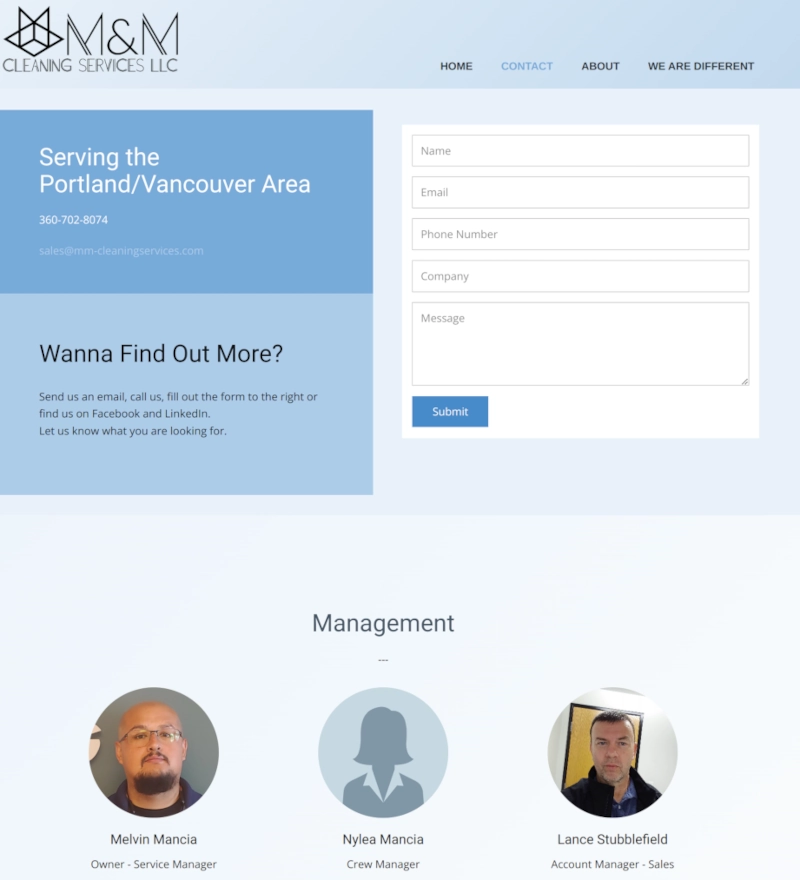 M&M
CLEANING SERVICES LLC
HOME CONTACT ABOUT WE ARE DIFFERENT
Serving the
Portland/Vancouver Area
360-702-8074
sales@mm-cleaningservices.com
Wanna Find Out More?
Send us an email, call us, fill out the form to the right or
find us on Facebook and LinkedIn.
Let us know what you are looking for.
Name
Email
Phone Number
Company
Message
Submit
Management
---
Melvin Mancia
Owner - Service Manager
Nylea Mancia
Crew Manager
Lance Stubblefield
Account Manager - Sales